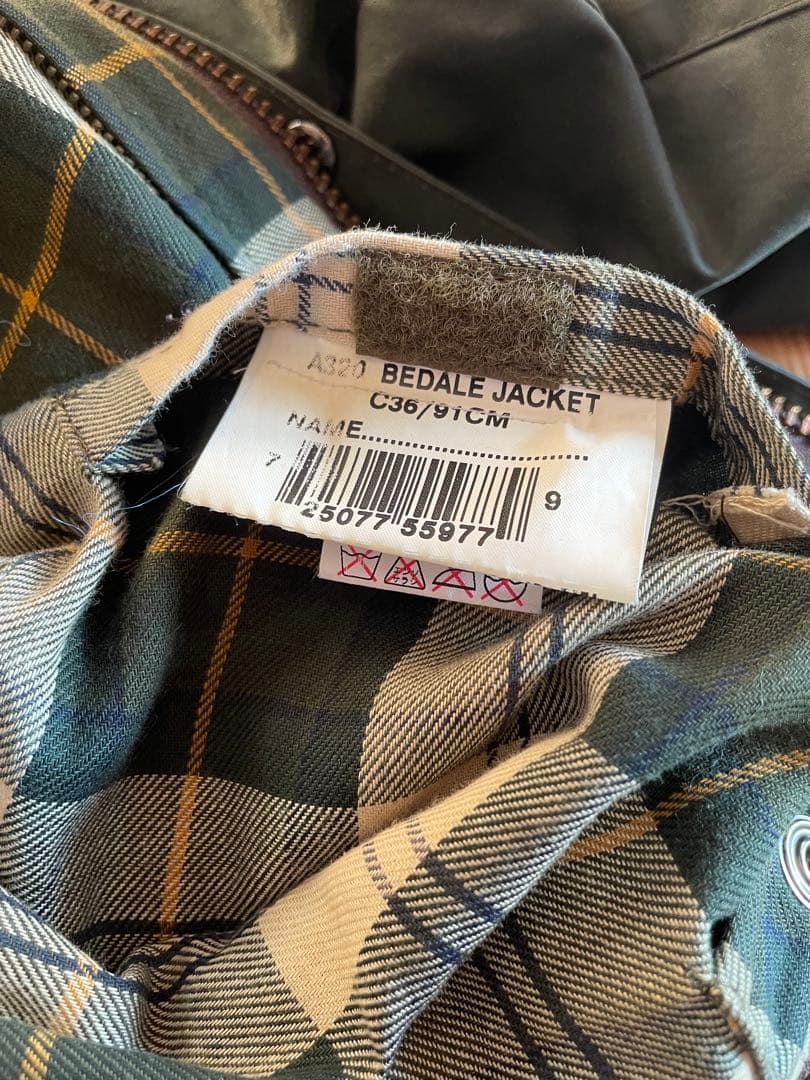 A320 BEDALE JACKET
C36/91CM
NAME..............................
7 25077 55977 9